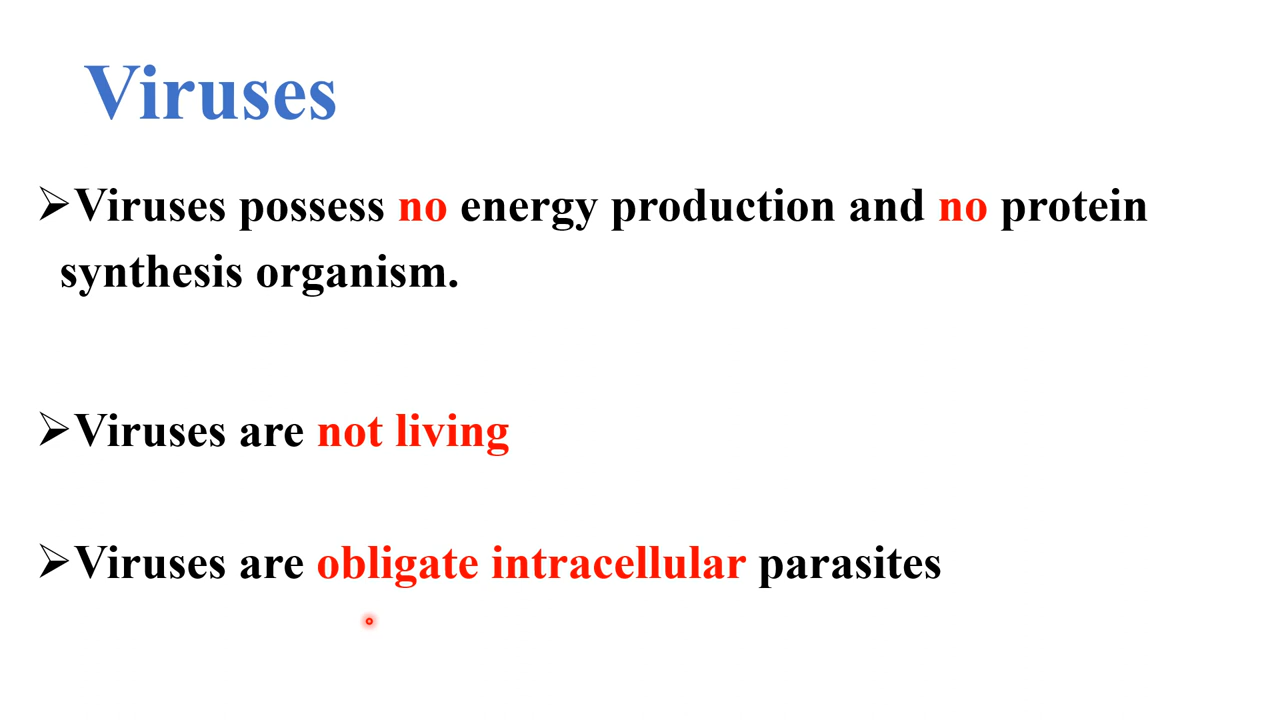 Viruses
➢Viruses possess no energy production and no protein
synthesis organism.
➢Viruses are not living
➢Viruses are obligate intracellular parasites